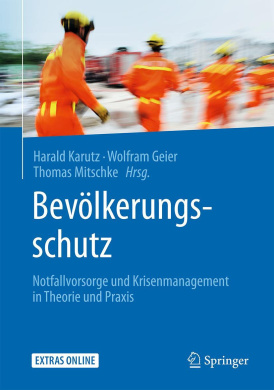 Harald Karutz · Wolfram Geier
Thomas Mitschke Hrsg.
Bevölkerungs-
schutz
Notfallvorsorge und Krisenmanagement
in Theorie und Praxis
EXTRAS ONLINE
Springer